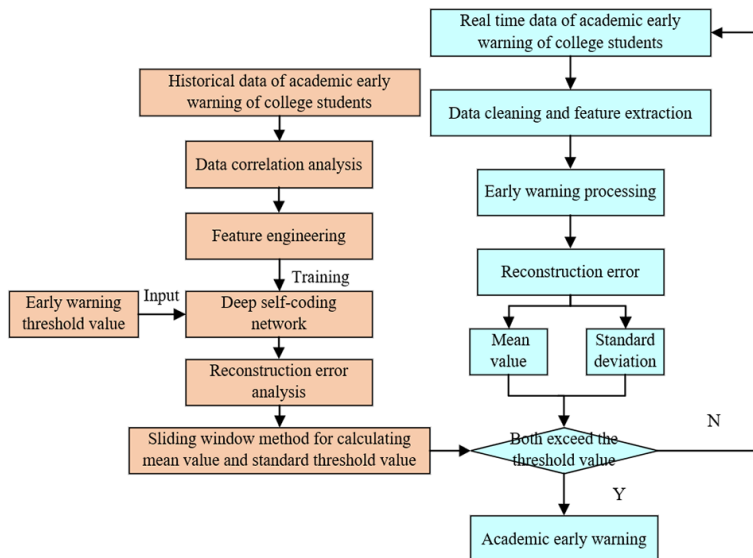 Real time data of academic early
warning of college students
Historical data of academic early
warning of college students
Data cleaning and feature extraction
Data correlation analysis
Early warning processing
Feature engineering
Reconstruction error
Training
Early warning
threshold value
Input
Deep self-coding
network
Mean
value
Standard
deviation
Reconstruction error
analysis
Sliding window method for calculating
mean value and standard threshold value
Both exceed the
threshold value
N
Y
Academic early warning